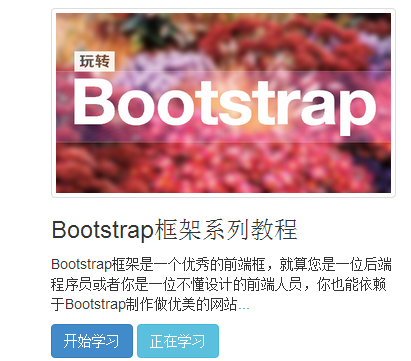 玩转
Bootstrap
Bootstrap框架系列教程
Bootstrap框架是一个优秀的前端框，就算您是一位后端
程序员或者你是一位不懂设计的前端人员，你也能依赖
于Bootstrap制作做优美的网站...
开始学习 正在学习